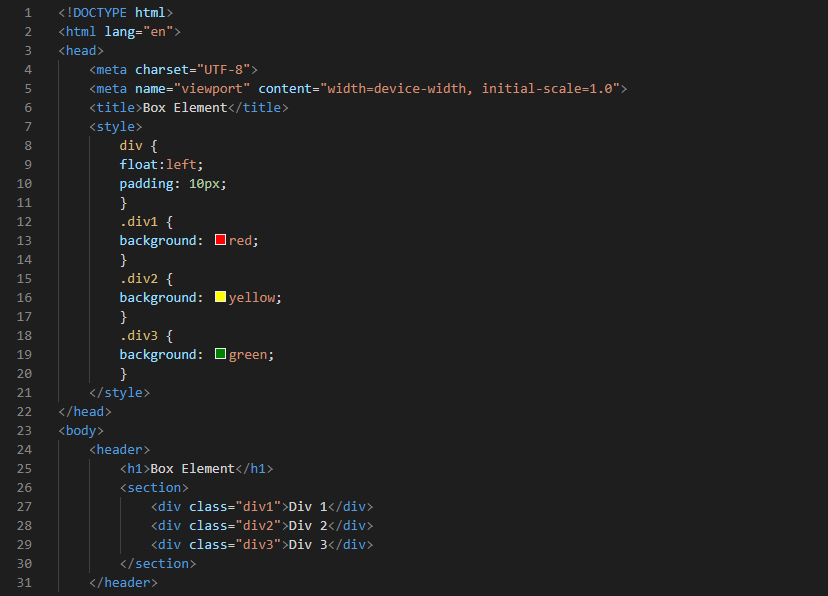 1 <!DOCTYPE html>
2 <html lang="en">
3 <head>
4     <meta charset="UTF-8">
5     <meta name="viewport" content="width=device-width, initial-scale=1.0">
6     <title>Box Element</title>
7     <style>
8         div {
9         float:left;
10         padding: 10px;
11         }
12         .div1 {
13         background: red;
14         }
15         .div2 {
16         background: yellow;
17         }
18         .div3 {
19         background: green;
20         }
21     </style>
22 </head>
23 <body>
24     <header>
25         <h1>Box Element</h1>
26         <section>
27             <div class="div1">Div 1</div>
28             <div class="div2">Div 2</div>
29             <div class="div3">Div 3</div>
30         </section>
31     </header>